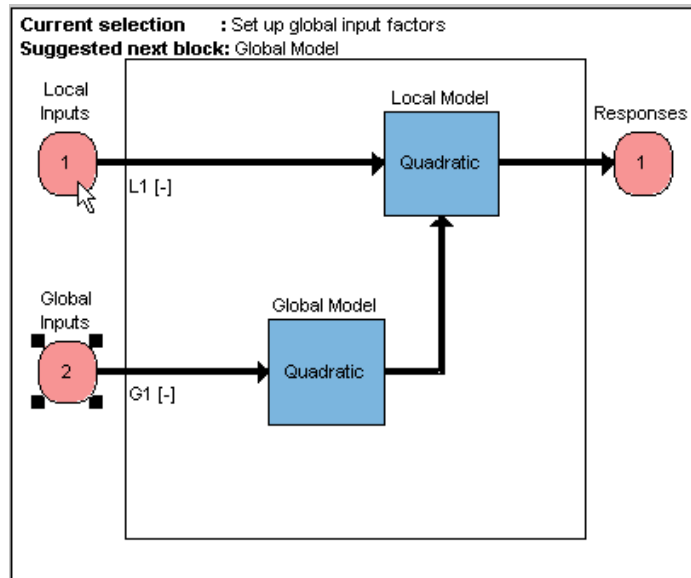 Current selection : Set up global input factors
Suggested next block: Global Model
Local
Inputs
Local Model
Responses
1
Quadratic
1
L1 [-]
Global
Inputs
Global Model
2
Quadratic
G1 [-]